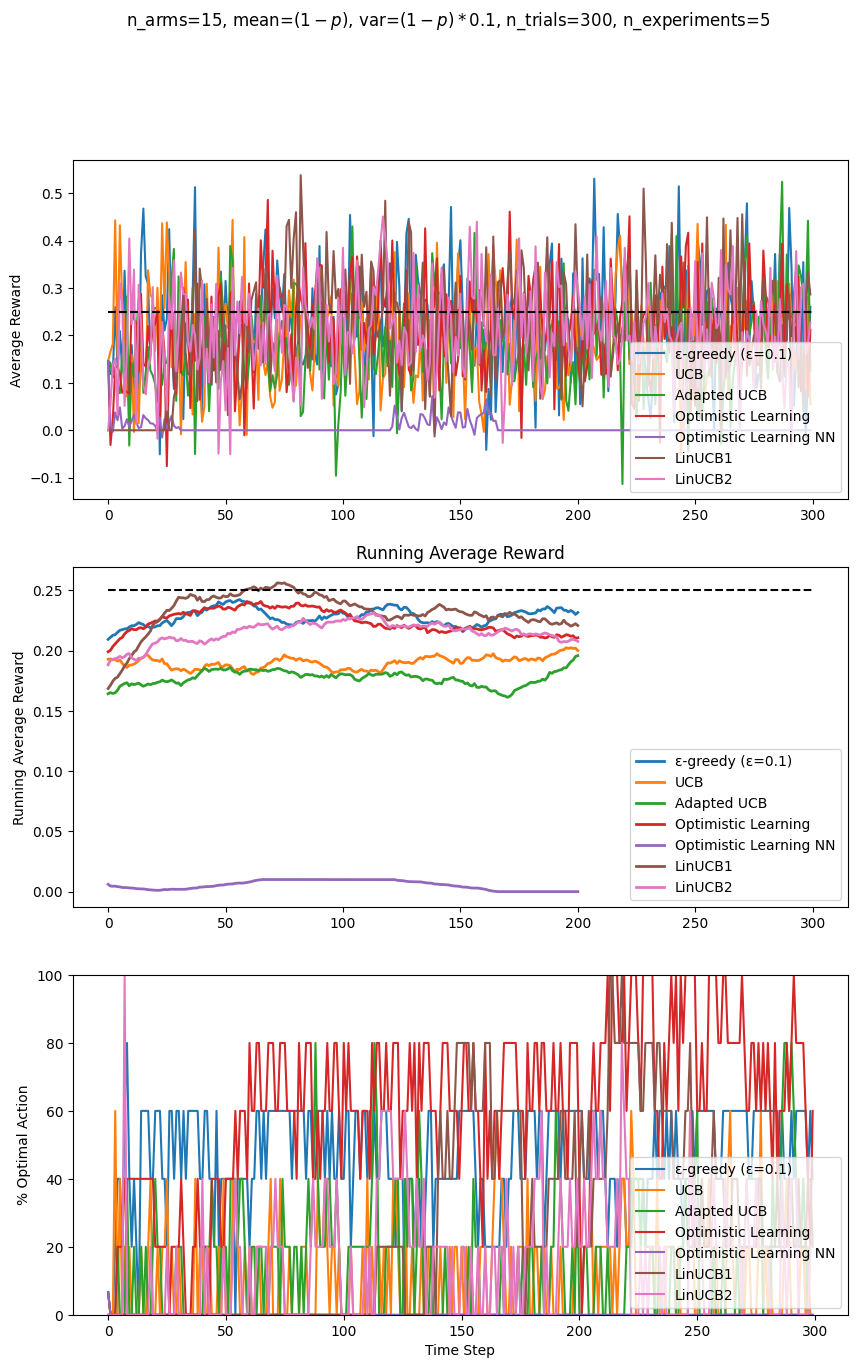 n_arms=15, mean=(1 − p), var=(1 − p) * 0.1, n_trials=300, n_experiments=5
Average Reward
0.5
0.4
0.3
0.2
0.1
0.0
−0.1
ε-greedy (ε=0.1)
UCB
Adapted UCB
Optimistic Learning
Optimistic Learning NN
LinUCB1
LinUCB2
0 50 100 150 200 250 300
Running Average Reward
Running Average Reward
0.25
0.20
0.15
0.10
0.05
0.00
ε-greedy (ε=0.1)
UCB
Adapted UCB
Optimistic Learning
Optimistic Learning NN
LinUCB1
LinUCB2
0 50 100 150 200 250 300
% Optimal Action
100
80
60
40
20
0
ε-greedy (ε=0.1)
UCB
Adapted UCB
Optimistic Learning
Optimistic Learning NN
LinUCB1
LinUCB2
0 50 100 150 200 250 300
Time Step